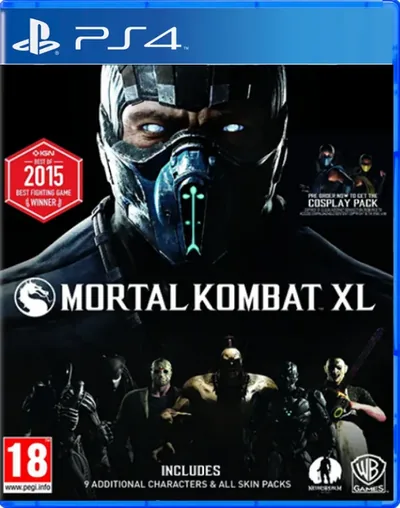 PS4
IGN
BEST OF
2015
BEST FIGHTING GAME
WINNER
PRE-ORDER NOW TO GET THE
COSPLAY PACK
MORTAL KOMBAT XL
18
www.pegi.info
INCLUDES
9 ADDITIONAL CHARACTERS & ALL SKIN PACKS
WB
GAMES